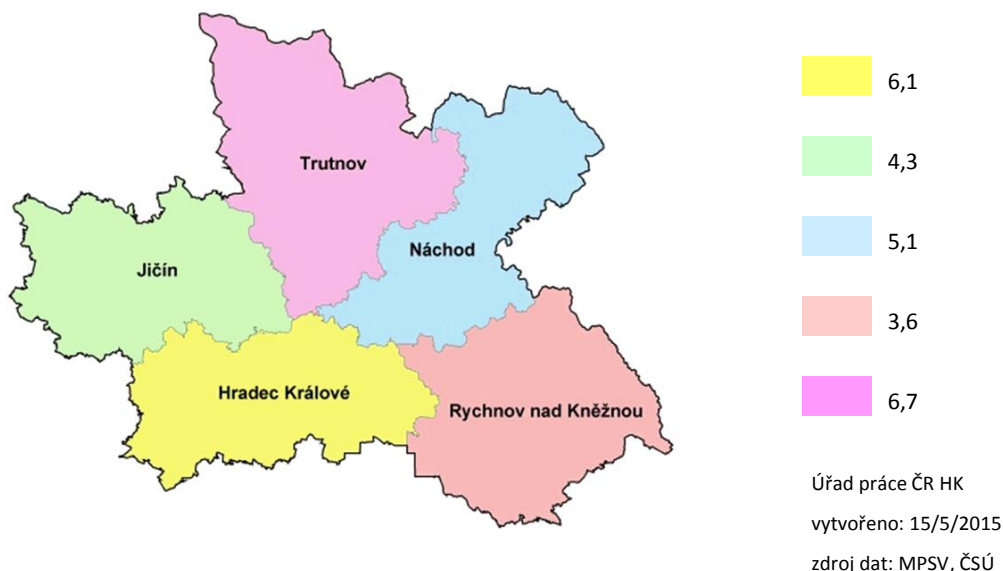 Trutnov
Náchod
Jičín
Hradec Králové
Rychnov nad Kněžnou
6,1
4,3
5,1
3,6
6,7
Úřad práce ČR HK
vytvořeno: 15/5/2015
zdroj dat: MPSV, ČSÚ